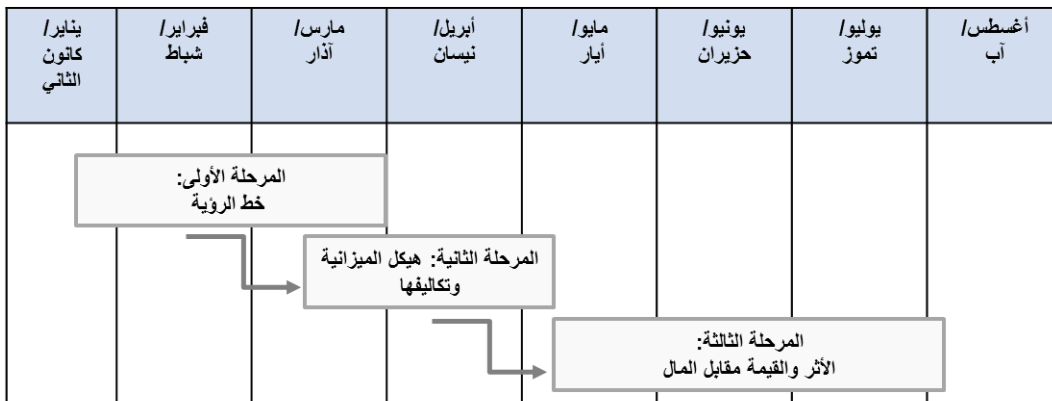 يناير/
كانون
الثاني
فبراير/
شباط
مارس/
آذار
أبريل/
نيسان
مايو/
أيار
يونيو/
حزيران
يوليو/
تموز
أغسطس/
آب
المرحلة الأولى:
خط الرؤية
المرحلة الثانية: هيكل الميزانية
وتكاليفها
المرحلة الثالثة:
الأثر والقيمة مقابل المال